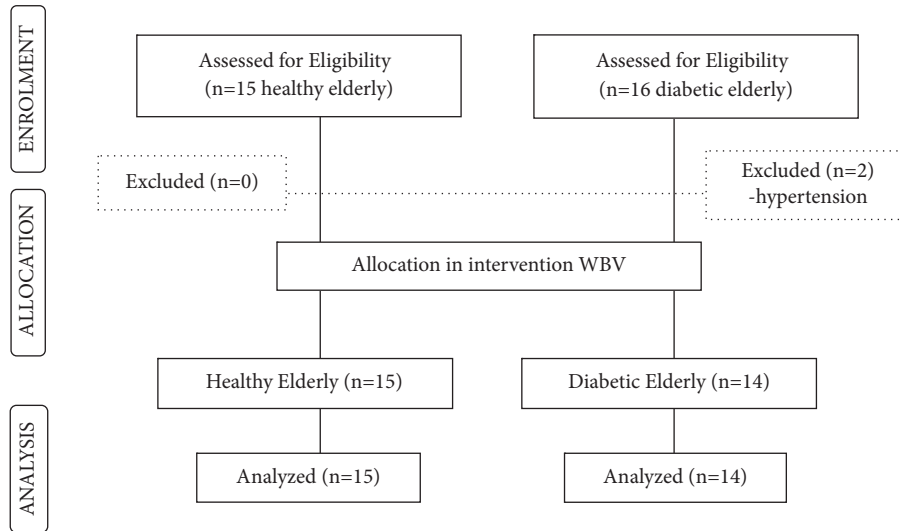 ENROLMENT
Assessed for Eligibility
(n=15 healthy elderly)
Assessed for Eligibility
(n=16 diabetic elderly)
Excluded (n=0)
Excluded (n=2)
-hypertension
ALLOCATION
Allocation in intervention WBV
Healthy Elderly (n=15)
Diabetic Elderly (n=14)
ANALYSIS
Analyzed (n=15)
Analyzed (n=14)